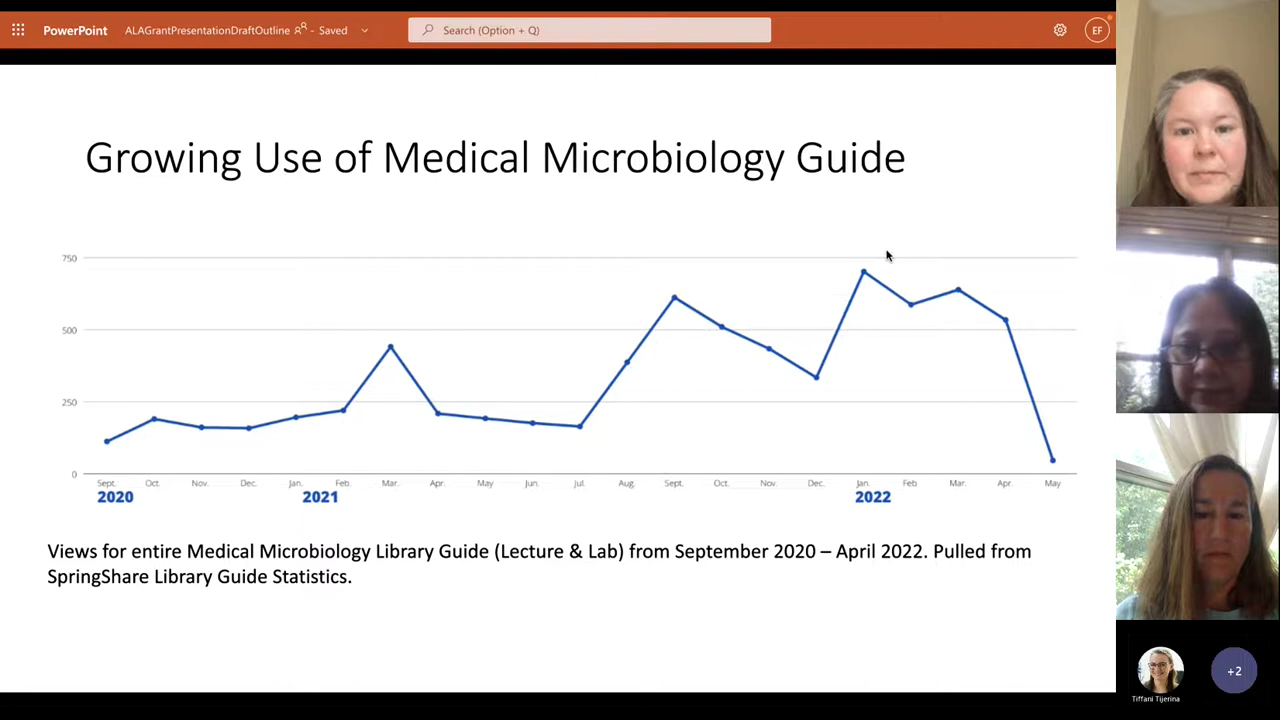 PowerPoint ALAGrantPresentationDraftOutline - Saved Search (Option + Q) EF
Growing Use of Medical Microbiology Guide
750
500
250
0
Sept. Oct. Nov. Dec. Jan. Feb. Mar. Apr. May Jun. Jul. Aug. Sept. Oct. Nov. Dec. Jan. Feb Mar. Apr. May
2020 2021 2022
Views for entire Medical Microbiology Library Guide (Lecture & Lab) from September 2020 – April 2022. Pulled from
SpringShare Library Guide Statistics.
+2
Tiffani Tijerina